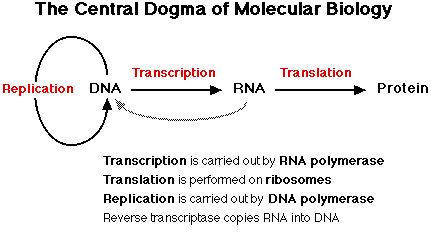 The Central Dogma of Molecular Biology
Transcription
Translation
Replication
DNA
RNA
Protein
Transcription is carried out by RNA polymerase
Translation is performed on ribosomes
Replication is carried out by DNA polymerase
Reverse transcriptase copies RNA into DNA